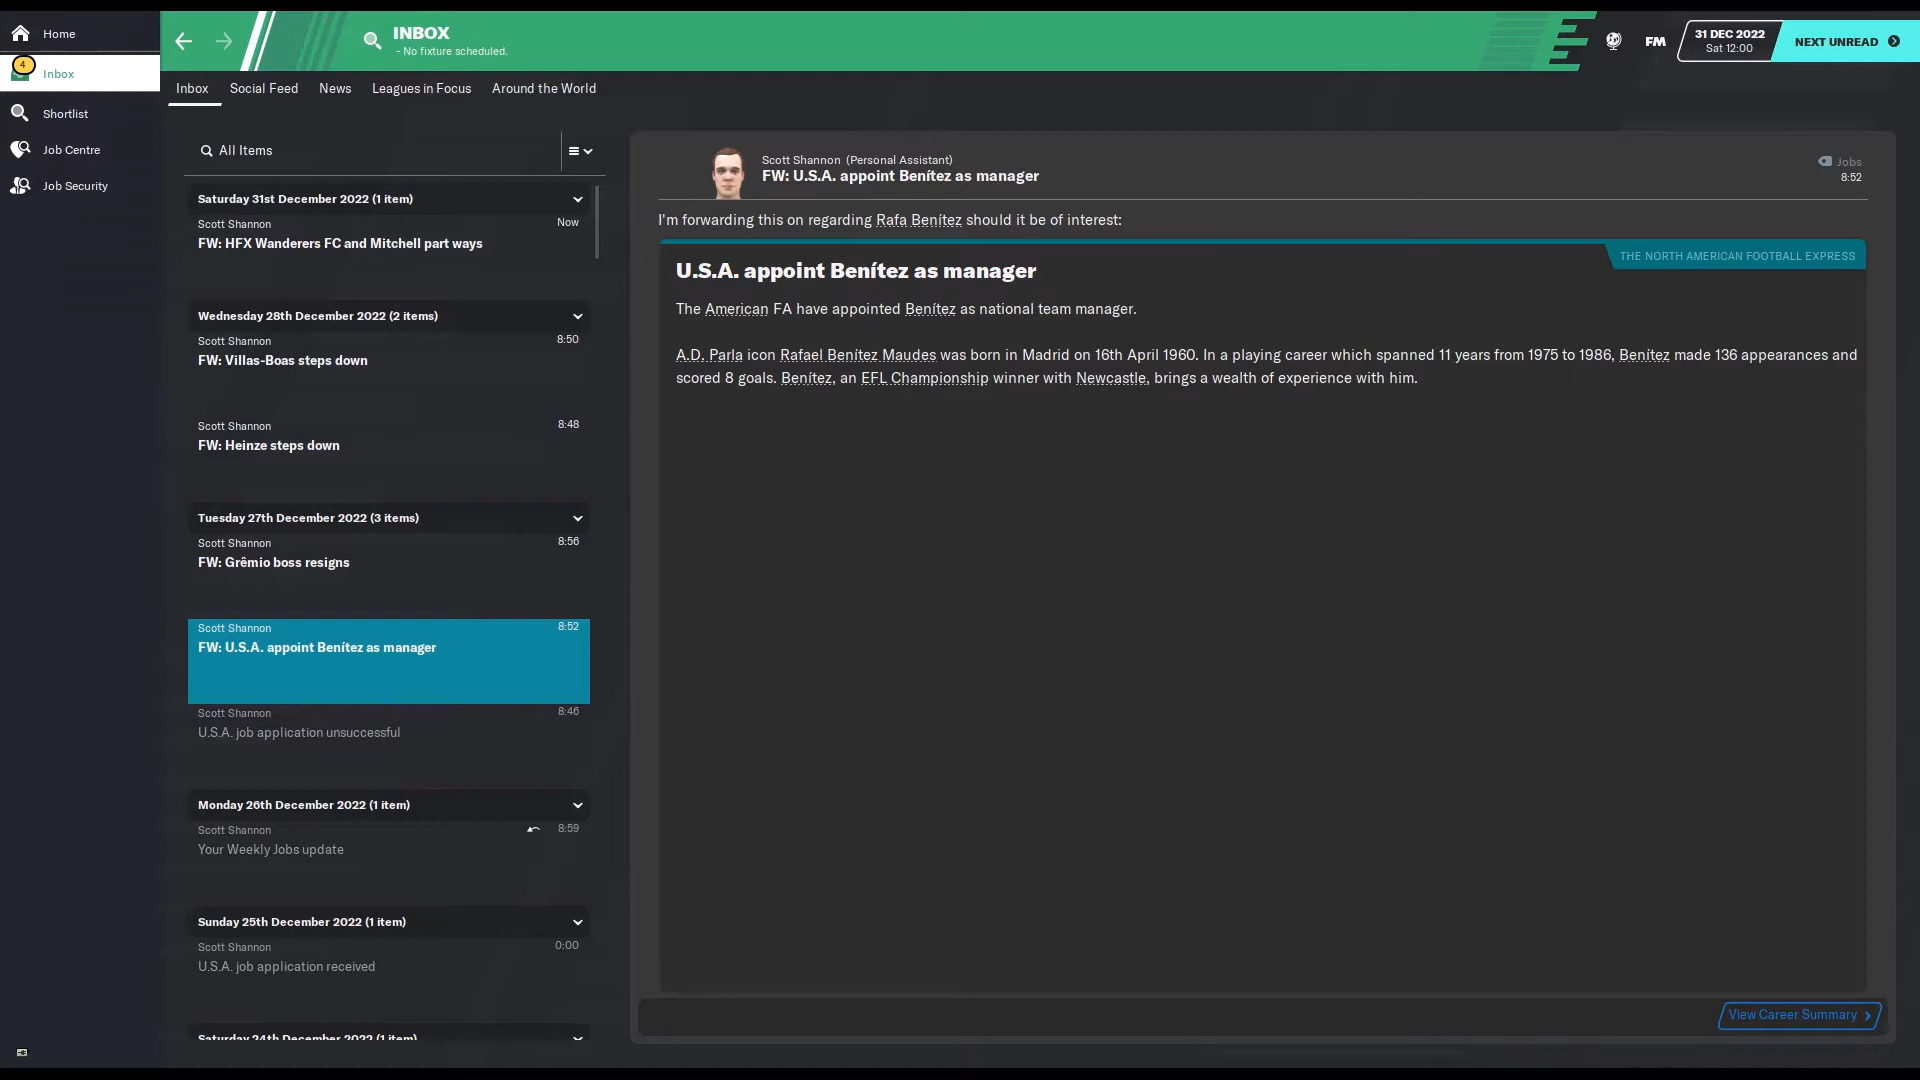 Home
4
Inbox
Shortlist
Job Centre
Job Security
INBOX
- No fixture scheduled.
FM
31 DEC 2022
Sat 12:00
NEXT UNREAD
Inbox
Social Feed
News
Leagues in Focus
Around the World
All Items
Saturday 31st December 2022 (1 item)
Scott Shannon
Now
FW: HFX Wanderers FC and Mitchell part ways
Wednesday 28th December 2022 (2 items)
Scott Shannon
8:50
FW: Villas-Boas steps down
Scott Shannon
8:48
FW: Heinze steps down
Tuesday 27th December 2022 (3 items)
Scott Shannon
8:56
FW: Grêmio boss resigns
Scott Shannon
8:52
FW: U.S.A. appoint Benítez as manager
Scott Shannon
8:46
U.S.A. job application unsuccessful
Monday 26th December 2022 (1 item)
Scott Shannon
8:59
Your Weekly Jobs update
Sunday 25th December 2022 (1 item)
Scott Shannon
0:00
U.S.A. job application received
Saturday 24th December 2022 (1 item)
Scott Shannon (Personal Assistant)
FW: U.S.A. appoint Benítez as manager
Jobs
8:52
I'm forwarding this on regarding Rafa Benítez should it be of interest:
THE NORTH AMERICAN FOOTBALL EXPRESS
U.S.A. appoint Benítez as manager
The American FA have appointed Benítez as national team manager.
A.D. Parla icon Rafael Benítez Maudes was born in Madrid on 16th April 1960. In a playing career which spanned 11 years from 1975 to 1986, Benítez made 136 appearances and
scored 8 goals. Benítez, an EFL Championship winner with Newcastle, brings a wealth of experience with him.
View Career Summary